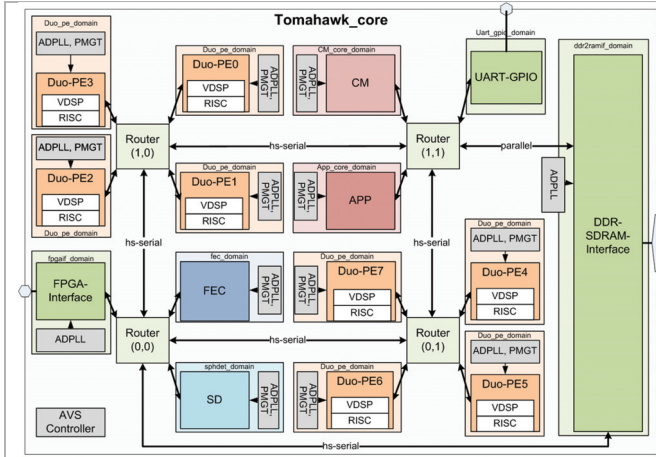 Tomahawk_core
Duo_pe_domain
ADPLL, PMGT
Duo-PE3
VDSP
RISC
Duo_pe_domain
Duo-PE0
VDSP
RISC
ADPLL, PMGT
CM_core_domain
ADPLL, PMGT
CM
Uart_gpio_domain
UART-GPIO
ddr2ramif_domain
Router
(1,0)
hs-serial
Router
(1,1)
parallel
ADPLL
DDR-
SDRAM-
Interface
ADPLL, PMGT
Duo-PE2
VDSP
RISC
Duo_pe_domain
Duo_pe_domain
Duo-PE1
VDSP
RISC
ADPLL, PMGT
App_core_domain
ADPLL, PMGT
APP
hs-serial
hs-serial
Duo_pe_domain
ADPLL, PMGT
Duo-PE4
VDSP
RISC
fpgaif_domain
FPGA-
Interface
ADPLL
fec_domain
FEC
ADPLL, PMGT
Duo_pe_domain
ADPLL, PMGT
Duo-PE7
VDSP
RISC
Router
(0,0)
hs-serial
Router
(0,1)
sphdet_domain
SD
ADPLL, PMGT
Duo_pe_domain
ADPLL, PMGT
Duo-PE6
VDSP
RISC
Duo_pe_domain
ADPLL, PMGT
Duo-PE5
VDSP
RISC
AVS
Controller
hs-serial